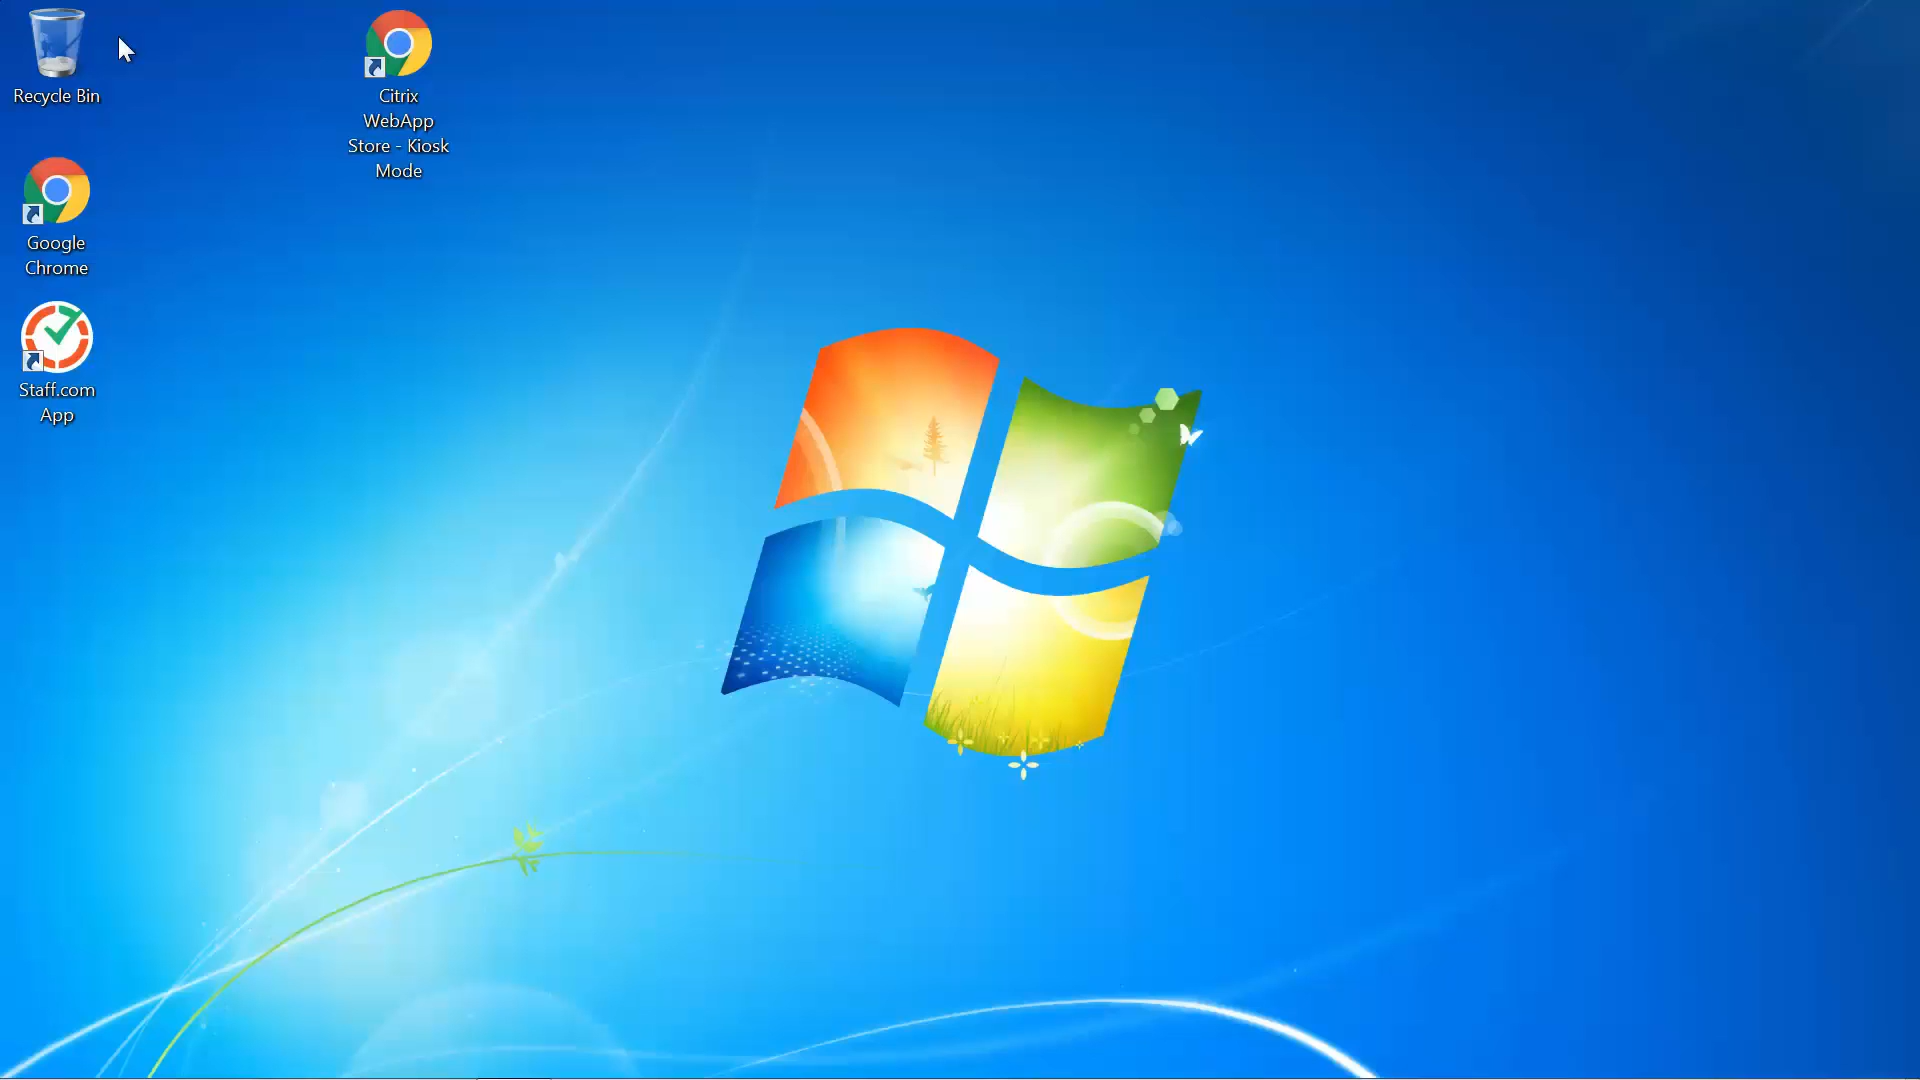 Recycle Bin
Citrix
WebApp
Store - Kiosk
Mode
Google
Chrome
Staff.com
App